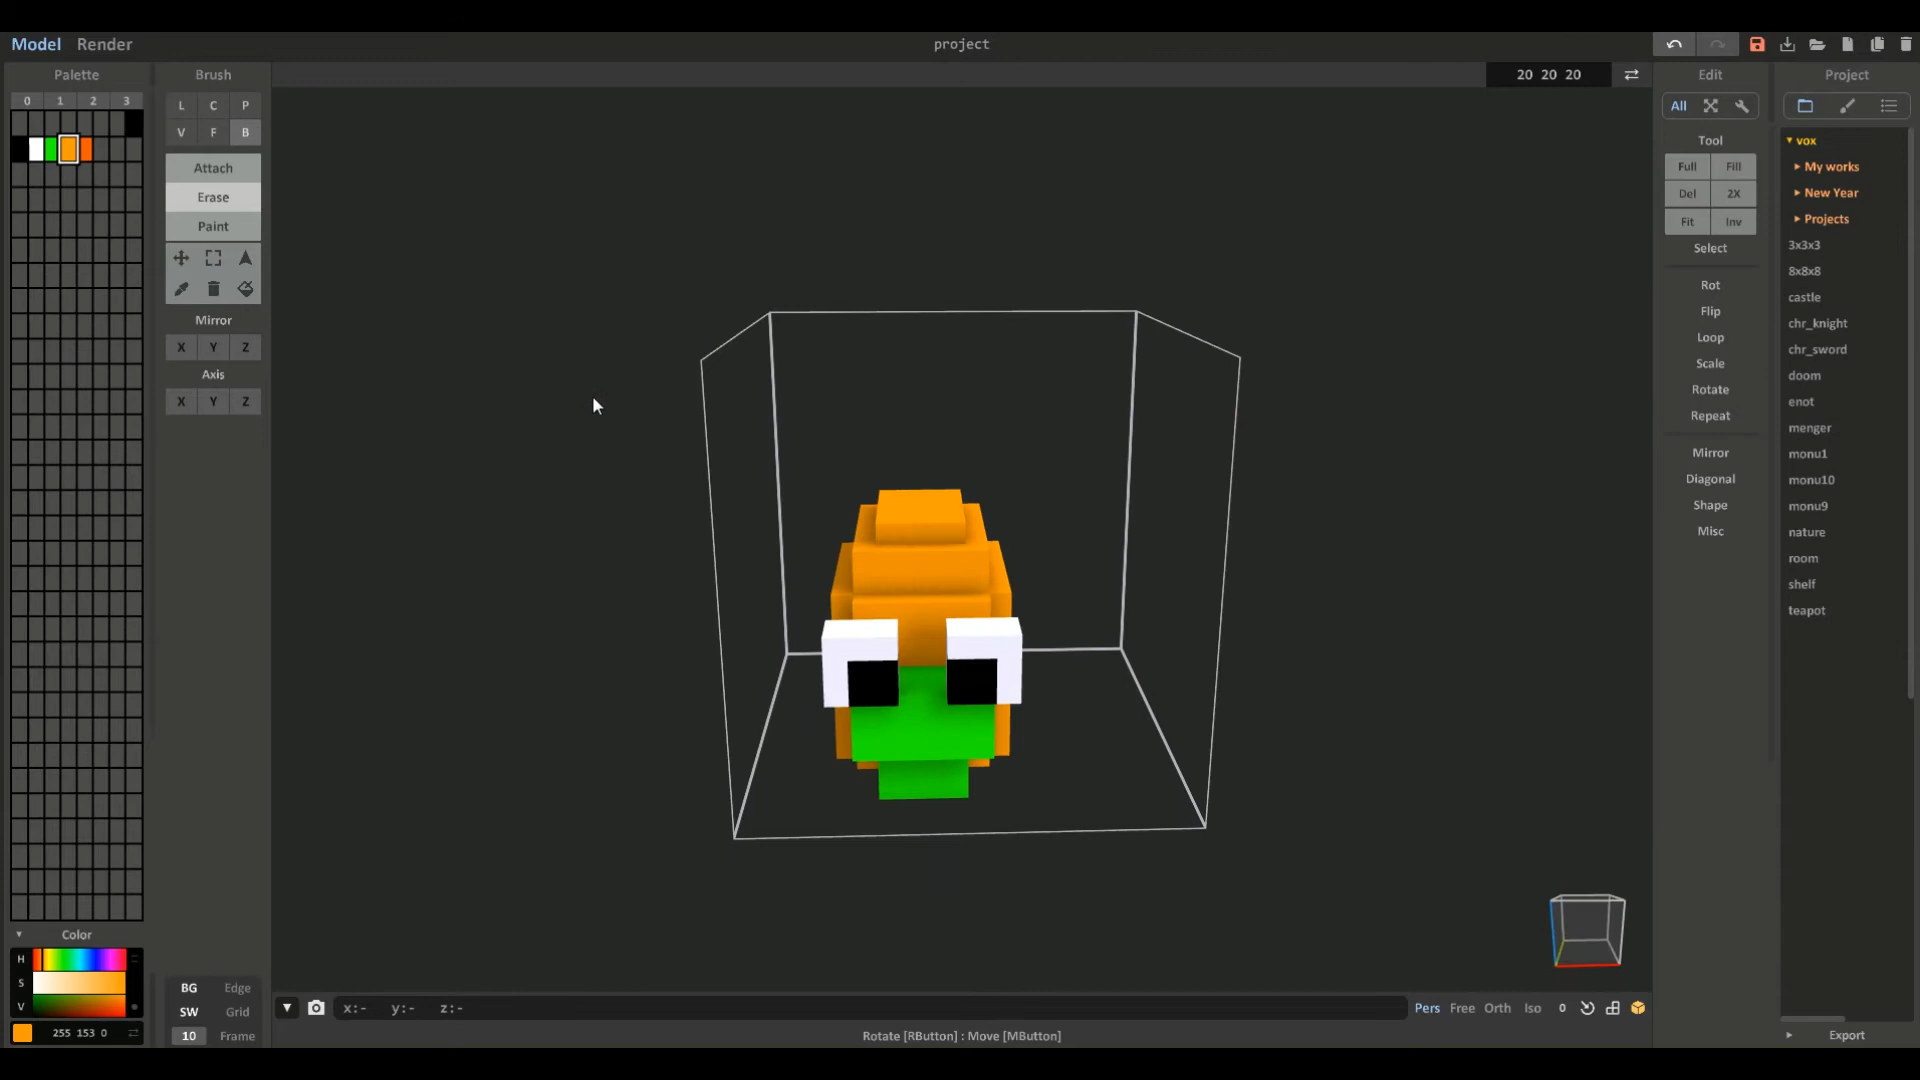 Model Render
project
Palette
0 1 2 3
Color
H
S
V
255 153 0
Brush
L C P
V F B
Attach
Erase
Paint
Mirror
X Y Z
Axis
X Y Z
BG Edge
SW Grid
10 Frame
20 20 20
x:- y:- z:-
Pers Free Orth Iso 0
Rotate [RButton] : Move [MButton]
Edit
All
Tool
Full Fill
Del 2X
Fit Inv
Select
Rot
Flip
Loop
Scale
Rotate
Repeat
Mirror
Diagonal
Shape
Misc
Project
vox
My works
New Year
Projects
3x3x3
8x8x8
castle
chr_knight
chr_sword
doom
enot
menger
monu1
monu10
monu9
nature
room
shelf
teapot
Export